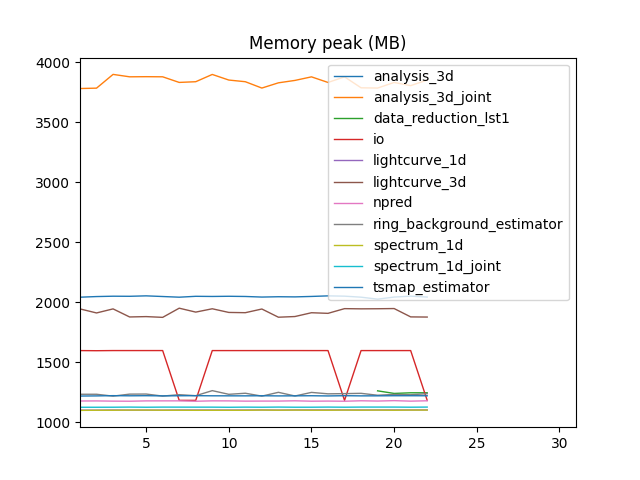 Memory peak (MB)
4000
3500
3000
2500
2000
1500
1000
analysis_3d
analysis_3d_joint
data_reduction_lst1
io
lightcurve_1d
lightcurve_3d
npred
ring_background_estimator
spectrum_1d
spectrum_1d_joint
tsmap_estimator
5 10 15 20 25 30